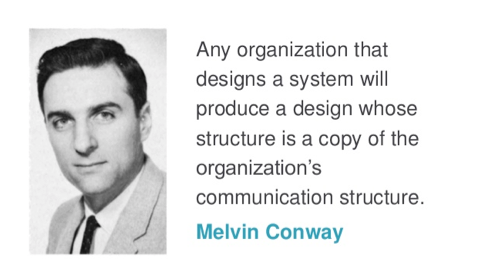 Any organization that
designs a system will
produce a design whose
structure is a copy of the
organization’s
communication structure.
Melvin Conway